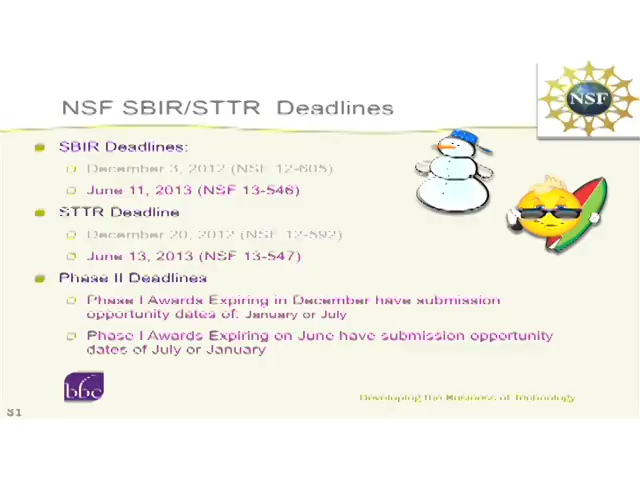 NSF SBIR/STTR Deadlines
NSF
SBIR Deadlines:
December 3, 2012 (NSF 12-605)
June 11, 2013 (NSF 13-546)
STTR Deadline
December 20, 2012 (NSF 12-592)
June 13, 2013 (NSF 13-547)
Phase II Deadlines
Phase I Awards Expiring in December have submission
opportunity dates of: January or July
Phase I Awards Expiring on June have submission opportunity
dates of July or January
bbc
Developing the Business of Technology
31